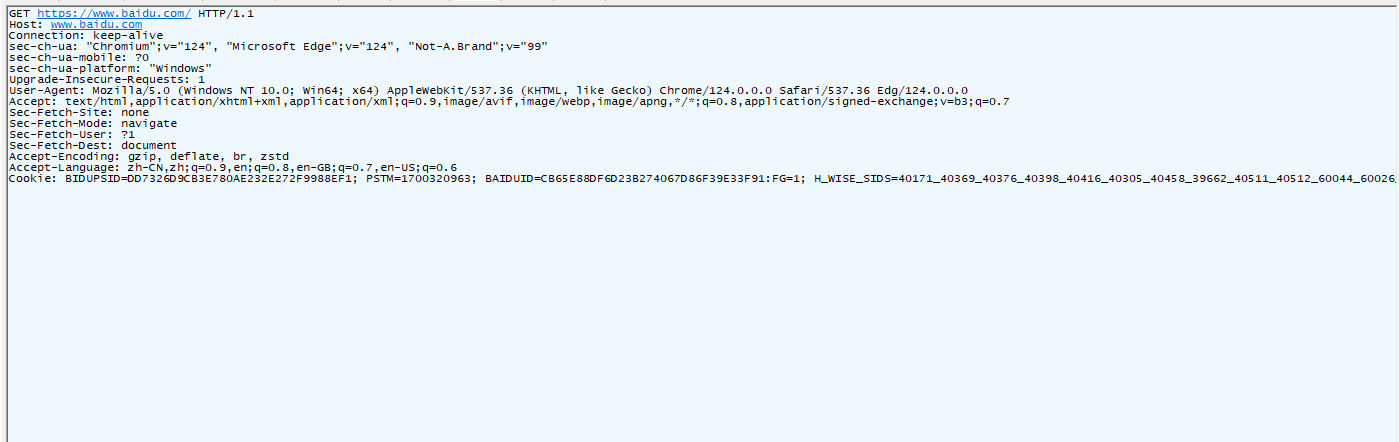 GET https://www.baidu.com/ HTTP/1.1
Host: www.baidu.com
Connection: keep-alive
sec-ch-ua: "Chromium";v="124", "Microsoft Edge";v="124", "Not-A.Brand";v="99"
sec-ch-ua-mobile: ?0
sec-ch-ua-platform: "Windows"
Upgrade-Insecure-Requests: 1
User-Agent: Mozilla/5.0 (Windows NT 10.0; Win64; x64) AppleWebKit/537.36 (KHTML, like Gecko) Chrome/124.0.0.0 Safari/537.36 Edg/124.0.0.0
Accept: text/html,application/xhtml+xml,application/xml;q=0.9,image/avif,image/webp,image/apng,*/*;q=0.8,application/signed-exchange;v=b3;q=0.7
Sec-Fetch-Site: none
Sec-Fetch-Mode: navigate
Sec-Fetch-User: ?1
Sec-Fetch-Dest: document
Accept-Encoding: gzip, deflate, br, zstd
Accept-Language: zh-CN,zh;q=0.9,en;q=0.8,en-GB;q=0.7,en-US;q=0.6
Cookie: BIDUPSID=DD7326D9CB3E780AE232E272F9988EF1; PSTM=1700320963; BAIDUID=CB65E88DF6D23B274067D86F39E33F91:FG=1; H_WISE_SIDS=40171_40369_40376_40398_40416_40305_40458_39662_40511_40512_60044_60026_